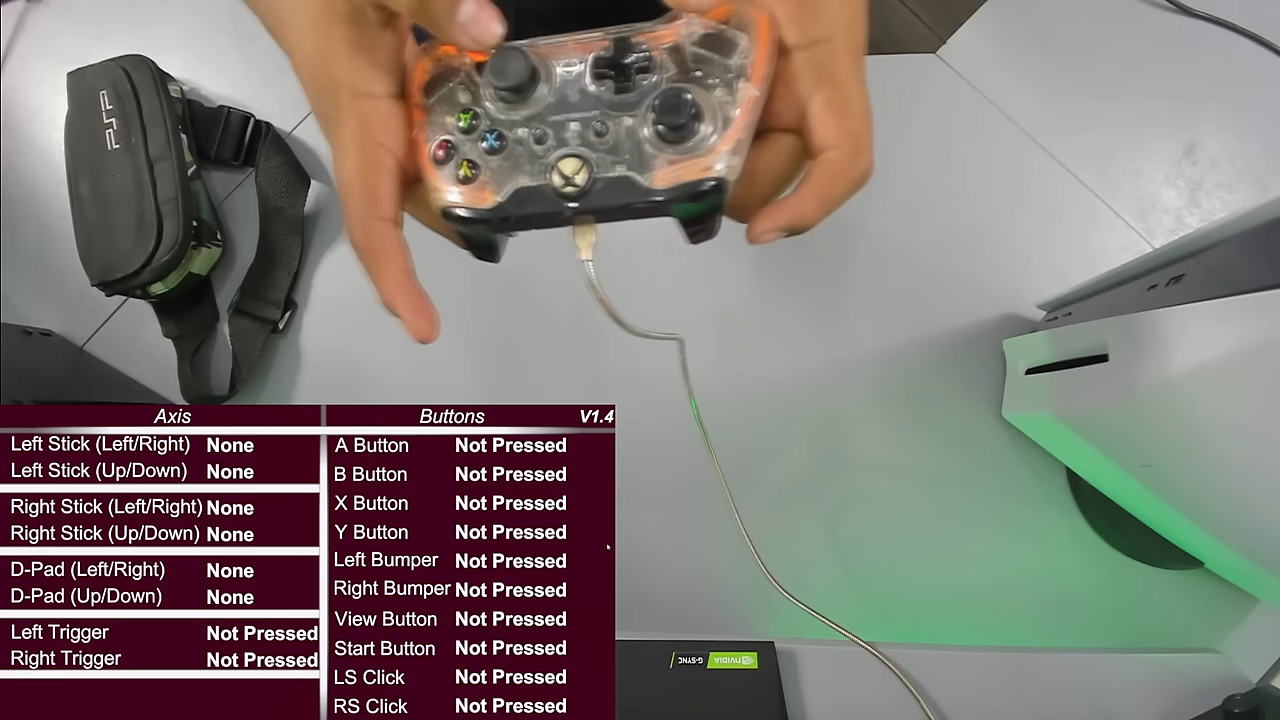 PSP
Axis
Buttons
V1.4
Left Stick (Left/Right) None
Left Stick (Up/Down) None
Right Stick (Left/Right) None
Right Stick (Up/Down) None
D-Pad (Left/Right) None
D-Pad (Up/Down) None
Left Trigger Not Pressed
Right Trigger Not Pressed
A Button Not Pressed
B Button Not Pressed
X Button Not Pressed
Y Button Not Pressed
Left Bumper Not Pressed
Right Bumper Not Pressed
View Button Not Pressed
Start Button Not Pressed
LS Click Not Pressed
RS Click Not Pressed
NVIDIA
G-SYNC